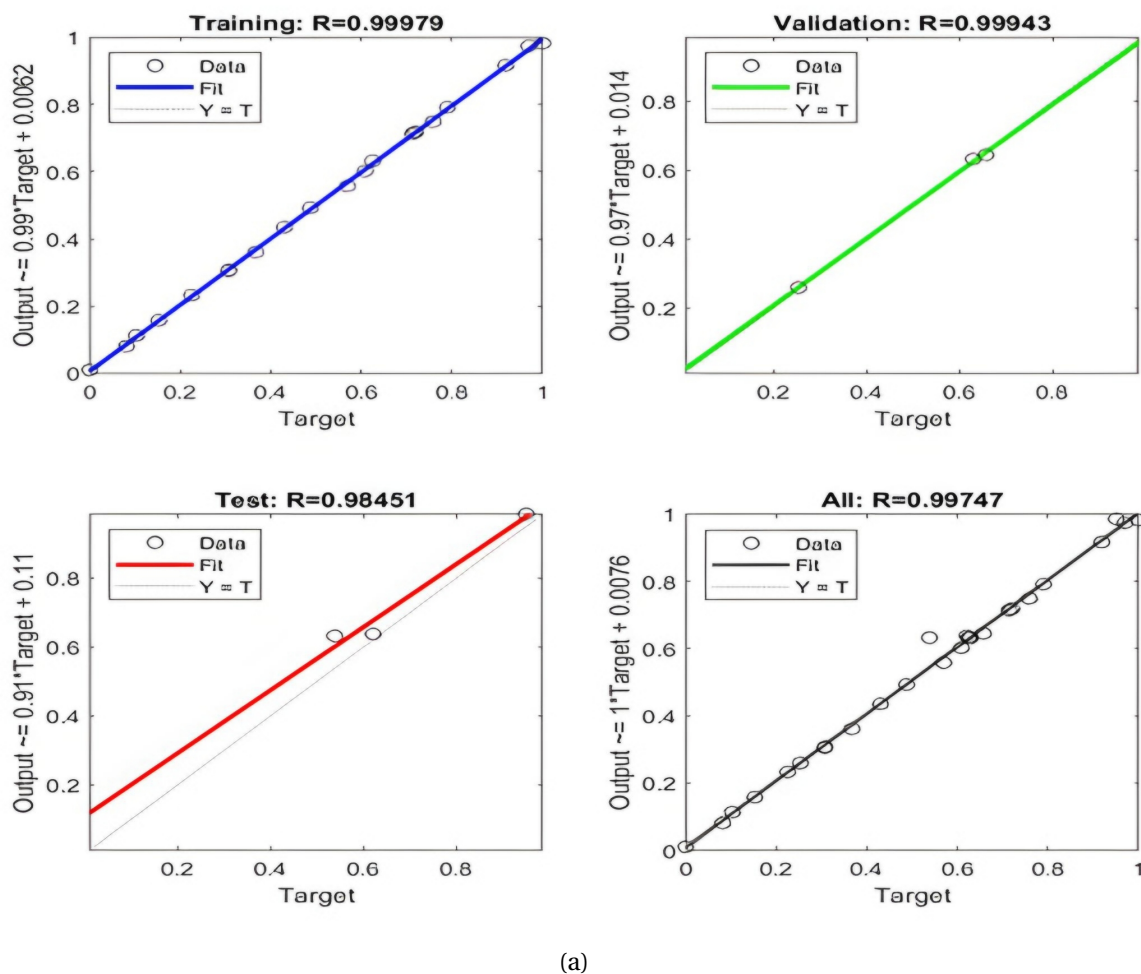 Training: R=0.99979
Output ~= 0.99*Target + 0.0062
1
0.8
0.6
0.4
0.2
0
Data
Fit
Y = T
0 0.2 0.4 0.6 0.8 1
Target
Validation: R=0.99943
Output ~= 0.97*Target + 0.014
0.8
0.6
0.4
0.2
Data
Fit
Y = T
0.2 0.4 0.6 0.8
Target
Test: R=0.98451
Output ~= 0.91*Target + 0.11
0.8
0.6
0.4
0.2
Data
Fit
Y = T
0.2 0.4 0.6 0.8
Target
All: R=0.99747
Output ~= 1*Target + 0.0076
1
0.8
0.6
0.4
0.2
0
Data
Fit
Y = T
0 0.2 0.4 0.6 0.8 1
Target
(a)